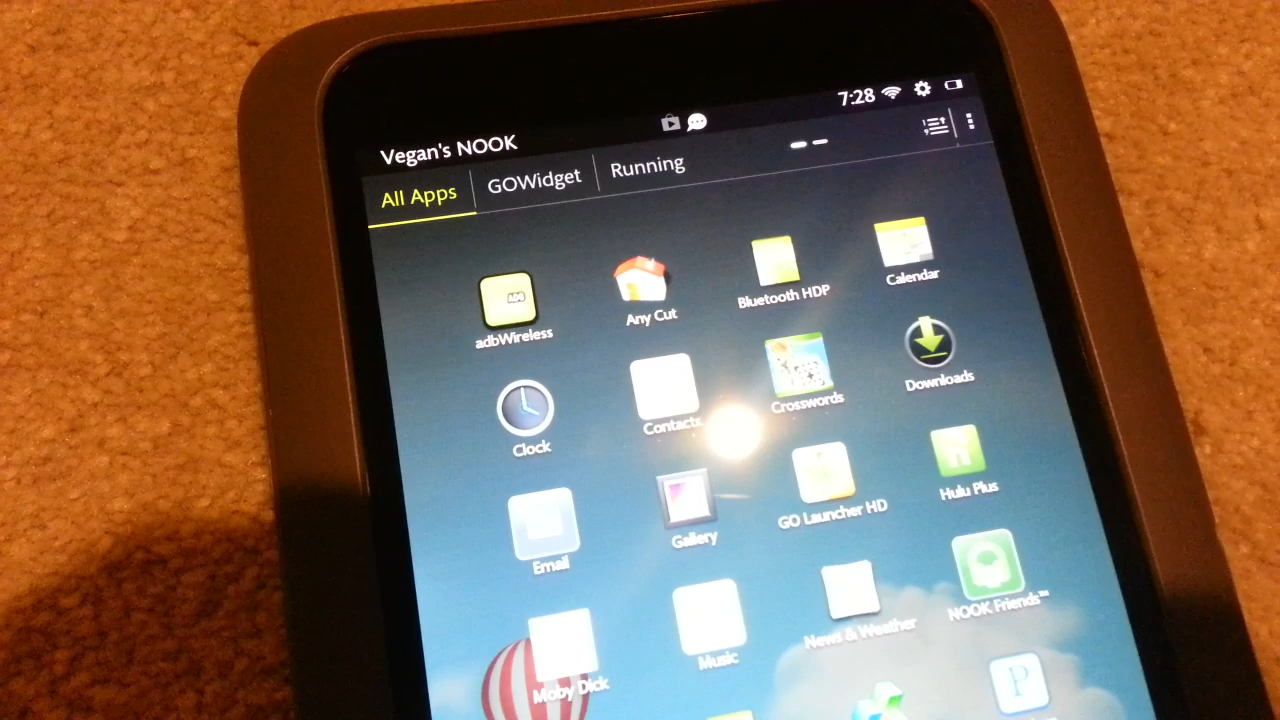 7:28
Vegan's NOOK
All Apps
GOWidget
Running
adbWireless
ADB
Any Cut
Bluetooth HDP
Calendar
Clock
Contacts
Crosswords
Downloads
Email
Gallery
GO Launcher HD
Hulu Plus
Moby Dick
Music
News & Weather
NOOK Friends™
P